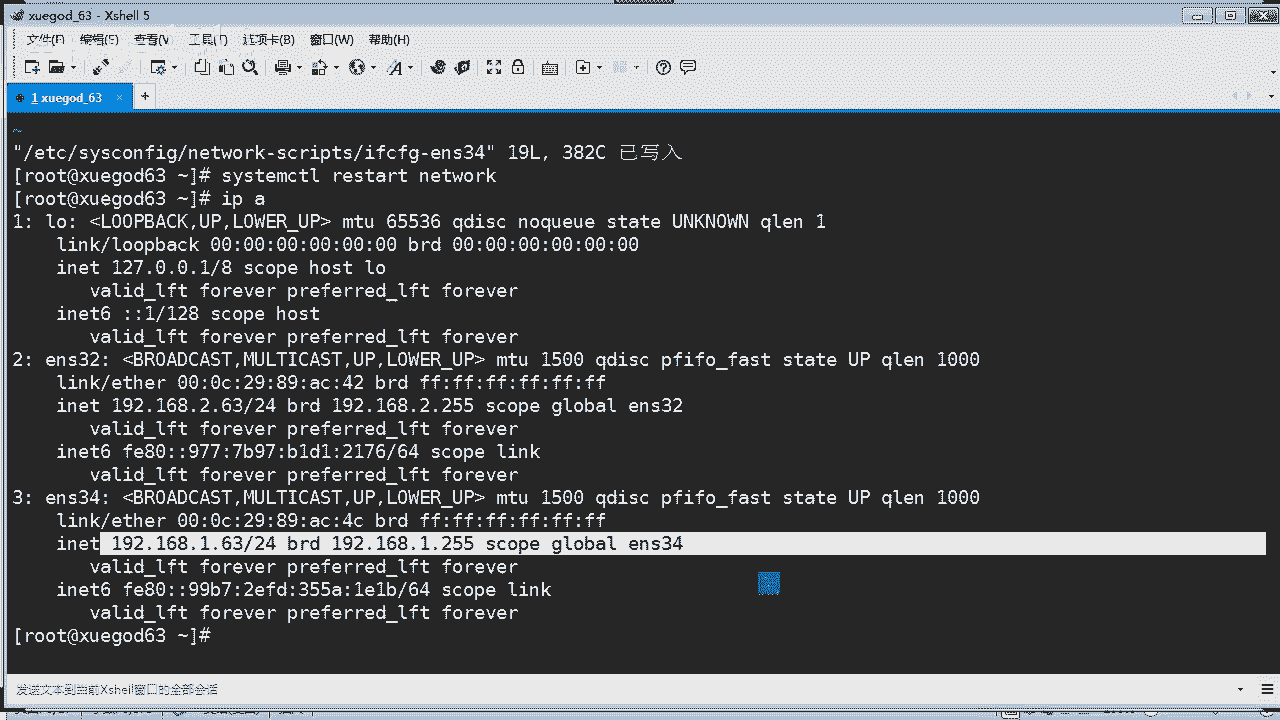 xuegod_63 - Xshell 5
文件(F) 编辑(E) 查看(V) 工具(T) 选项卡(B) 窗口(W) 帮助(H)
1 xuegod_63 × +
~
"/etc/sysconfig/network-scripts/ifcfg-ens34" 19L, 382C 已写入
[root@xuegod63 ~]# systemctl restart network
[root@xuegod63 ~]# ip a
1: lo: <LOOPBACK,UP,LOWER_UP> mtu 65536 qdisc noqueue state UNKNOWN qlen 1
link/loopback 00:00:00:00:00:00 brd 00:00:00:00:00:00
inet 127.0.0.1/8 scope host lo
valid_lft forever preferred_lft forever
inet6 ::1/128 scope host
valid_lft forever preferred_lft forever
2: ens32: <BROADCAST,MULTICAST,UP,LOWER_UP> mtu 1500 qdisc pfifo_fast state UP qlen 1000
link/ether 00:0c:29:89:ac:42 brd ff:ff:ff:ff:ff:ff
inet 192.168.2.63/24 brd 192.168.2.255 scope global ens32
valid_lft forever preferred_lft forever
inet6 fe80::977:7b97:b1d1:2176/64 scope link
valid_lft forever preferred_lft forever
3: ens34: <BROADCAST,MULTICAST,UP,LOWER_UP> mtu 1500 qdisc pfifo_fast state UP qlen 1000
link/ether 00:0c:29:89:ac:4c brd ff:ff:ff:ff:ff:ff
inet 192.168.1.63/24 brd 192.168.1.255 scope global ens34
valid_lft forever preferred_lft forever
inet6 fe80::99b7:2efd:355a:1e1b/64 scope link
valid_lft forever preferred_lft forever
[root@xuegod63 ~]#
发送文本到当前Xshell窗口的全部会话